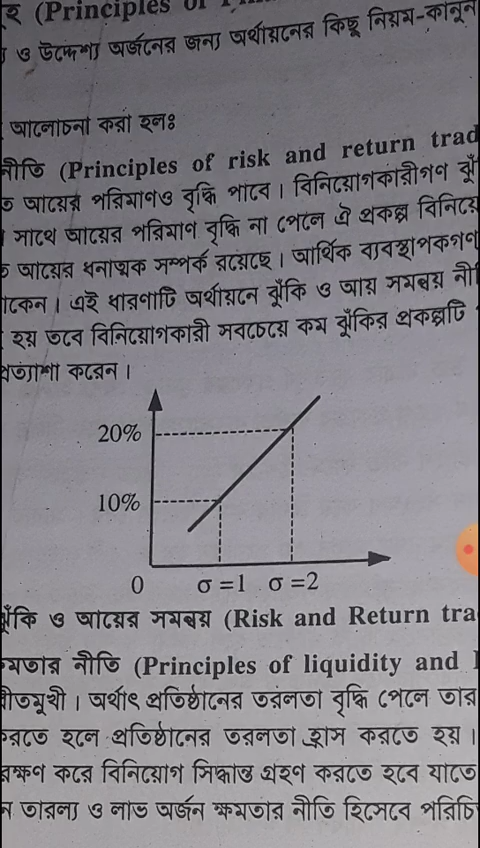 (Principles of
ও উদ্দেশ্য অর্জনের জন্য অর্থায়নের কিছু নিয়ম-কানুন
আলোচনা করা হলঃ
নীতি (Principles of risk and return trad
ত আয়ের পরিমাণও বৃদ্ধি পাবে। বিনিয়োগকারীগণ ঝুঁ
সাথে আয়ের পরিমাণ বৃদ্ধি না পেলে ঐ প্রকল্প বিনিয়ে
ক আয়ের ধনাত্মক সম্পর্ক রয়েছে। আর্থিক ব্যবস্থাপকগণ
াকেন। এই ধারণাটি অর্থায়নে ঝুঁকি ও আয় সমন্বয় নী
হয় তবে বিনিয়োগকারী সবচেয়ে কম ঝুঁকির প্রকল্পটি
প্রত্যাশা করেন।
20%
10%
0 σ =1 σ =2
ঝুঁকি ও আয়ের সমন্বয় (Risk and Return tra
মতার নীতি (Principles of liquidity and
ীতমূখী। অর্থাৎ প্রতিষ্ঠানের তরলতা বৃদ্ধি পেলে তার
করতে হলে প্রতিষ্ঠানের তরলতা হ্রাস করতে হয়।
রক্ষণ করে বিনিয়োগ সিদ্ধান্ত গ্রহণ করতে হবে যাতে
ন তারল্য ও লাভ অর্জন ক্ষমতার নীতি হিসেবে পরিচি